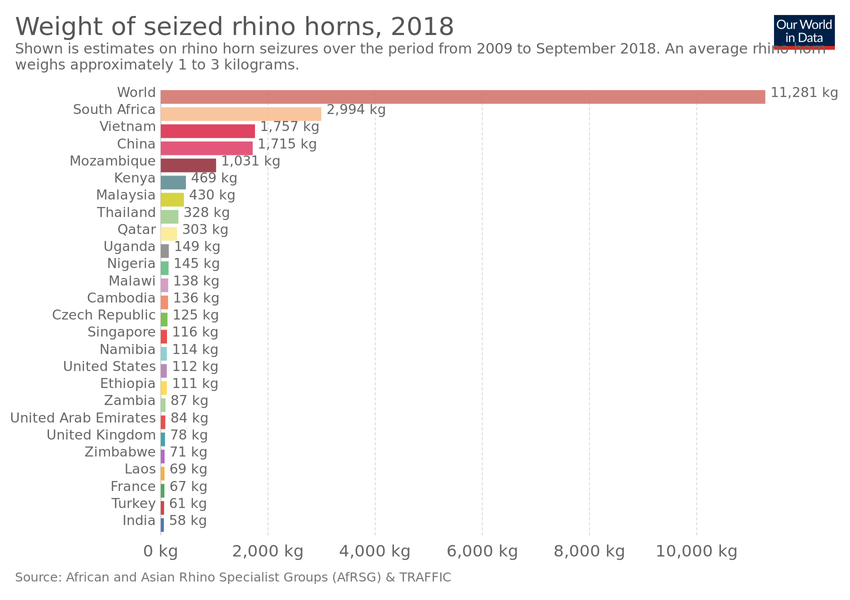 Weight of seized rhino horns, 2018
Our World
in Data
Shown is estimates on rhino horn seizures over the period from 2009 to September 2018. An average rhino horn
weighs approximately 1 to 3 kilograms.
World 11,281 kg
South Africa 2,994 kg
Vietnam 1,757 kg
China 1,715 kg
Mozambique 1,031 kg
Kenya 469 kg
Malaysia 430 kg
Thailand 328 kg
Qatar 303 kg
Uganda 149 kg
Nigeria 145 kg
Malawi 138 kg
Cambodia 136 kg
Czech Republic 125 kg
Singapore 116 kg
Namibia 114 kg
United States 112 kg
Ethiopia 111 kg
Zambia 87 kg
United Arab Emirates 84 kg
United Kingdom 78 kg
Zimbabwe 71 kg
Laos 69 kg
France 67 kg
Turkey 61 kg
India 58 kg
0 kg 2,000 kg 4,000 kg 6,000 kg 8,000 kg 10,000 kg
Source: African and Asian Rhino Specialist Groups (AfRSG) & TRAFFIC